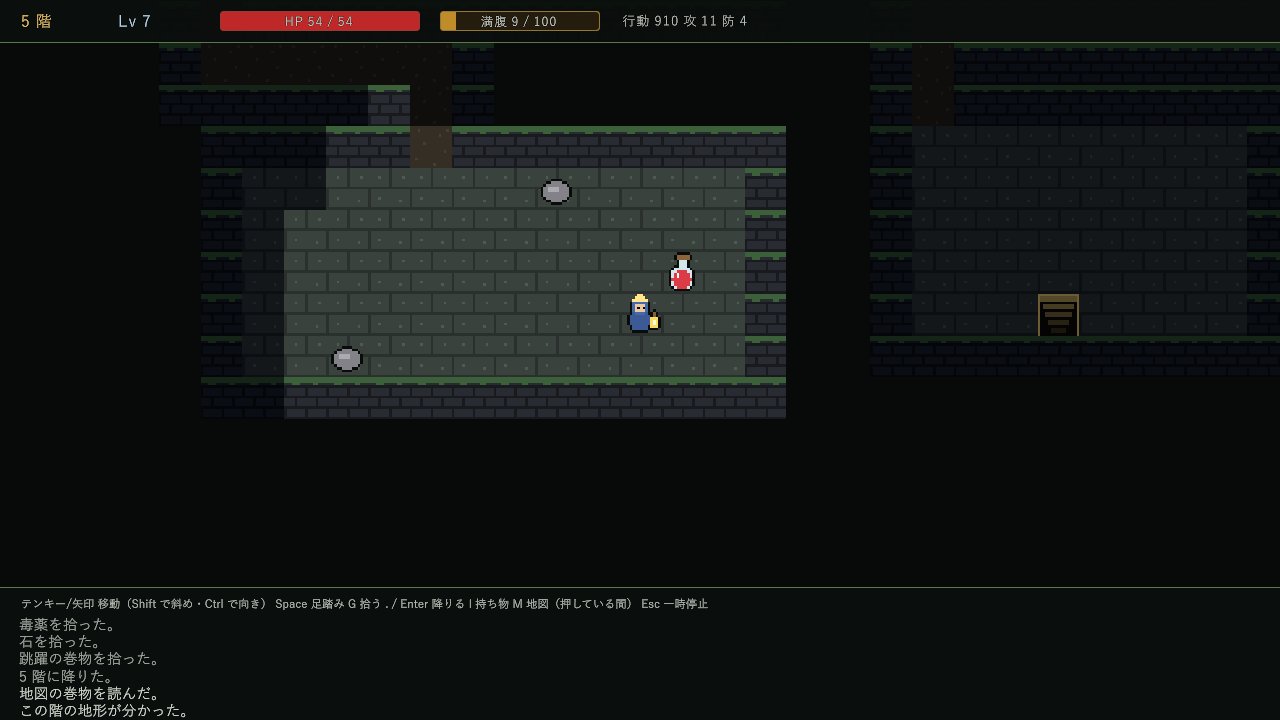 5 階 Lv 7 HP 54 / 54 満腹 9 / 100 行動 910 攻 11 防 4
テンキー/矢印 移動（Shift で斜め・Ctrl で向き） Space 足踏み G 拾う . / Enter 降りる I 持ち物 M 地図（押している間） Esc 一時停止
毒薬を拾った。
石を拾った。
跳躍の巻物を拾った。
5 階に降りた。
地図の巻物を読んだ。
この階の地形が分かった。